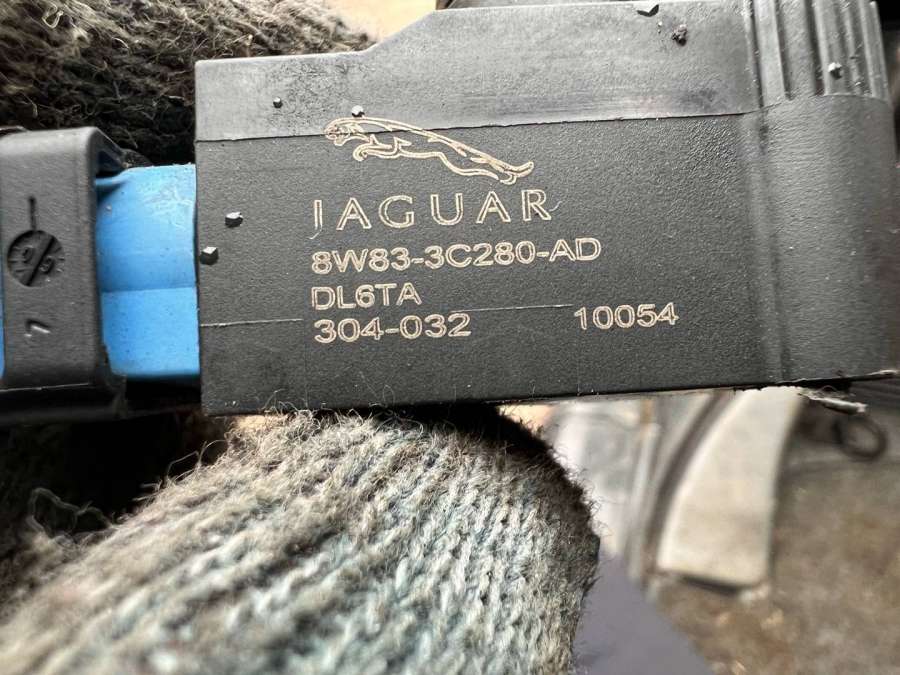 JAGUAR
8W83-3C280-AD
DL6TA
304-032 10054